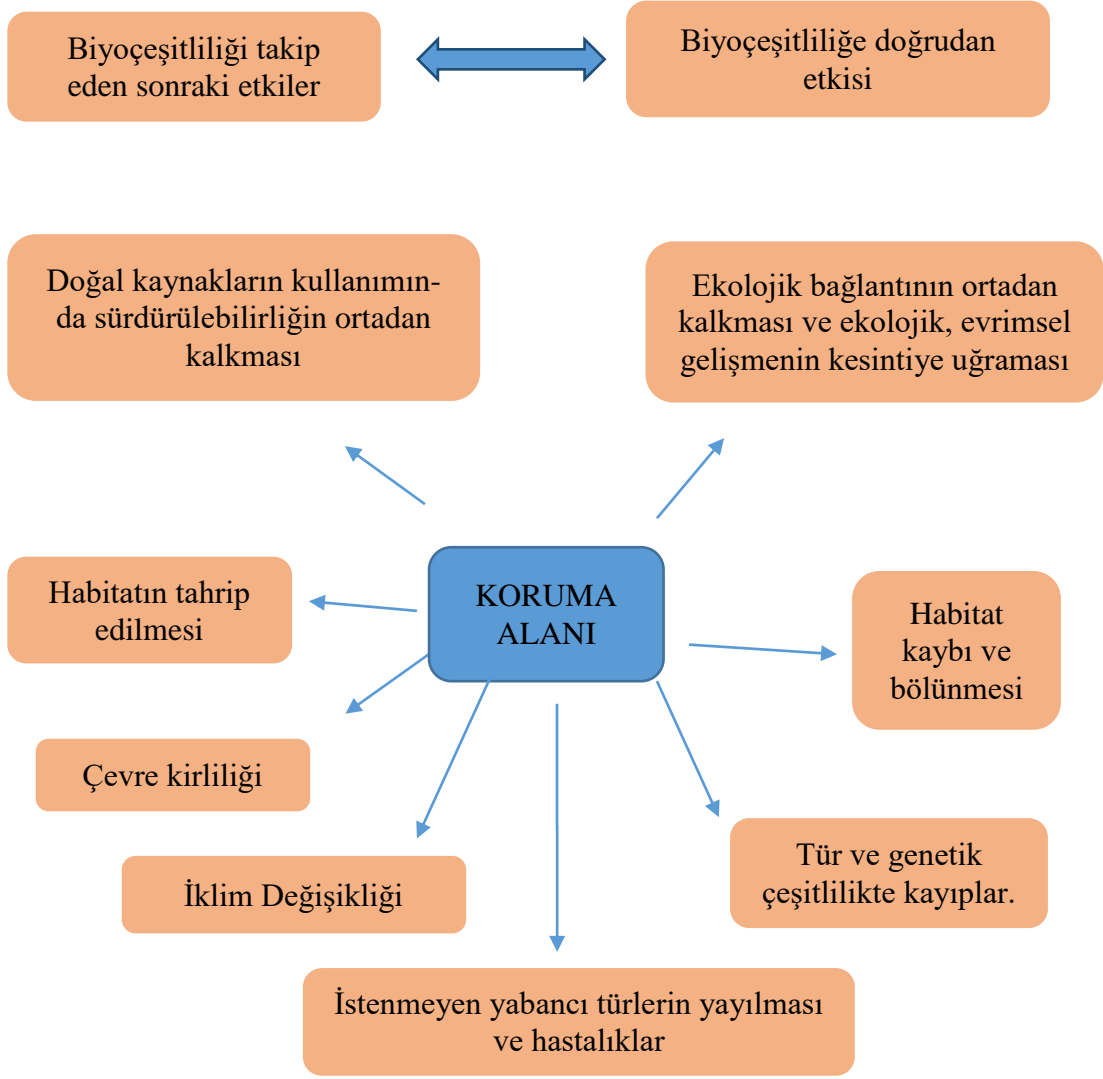 Biyoçeşitliliği takip
eden sonraki etkiler
Biyoçeşitliliğe doğrudan
etkisi
Doğal kaynakların kullanımın-
da sürdürülebilirliğin ortadan
kalkması
Ekolojik bağlantının ortadan
kalkması ve ekolojik, evrimsel
gelişmenin kesintiye uğraması
Habitatın tahrip
edilmesi
KORUMA
ALANI
Habitat
kaybı ve
bölünmesi
Çevre kirliliği
İklim Değişikliği
Tür ve genetik
çeşitlilikte kayıplar.
İstenmeyen yabancı türlerin yayılması
ve hastalıklar